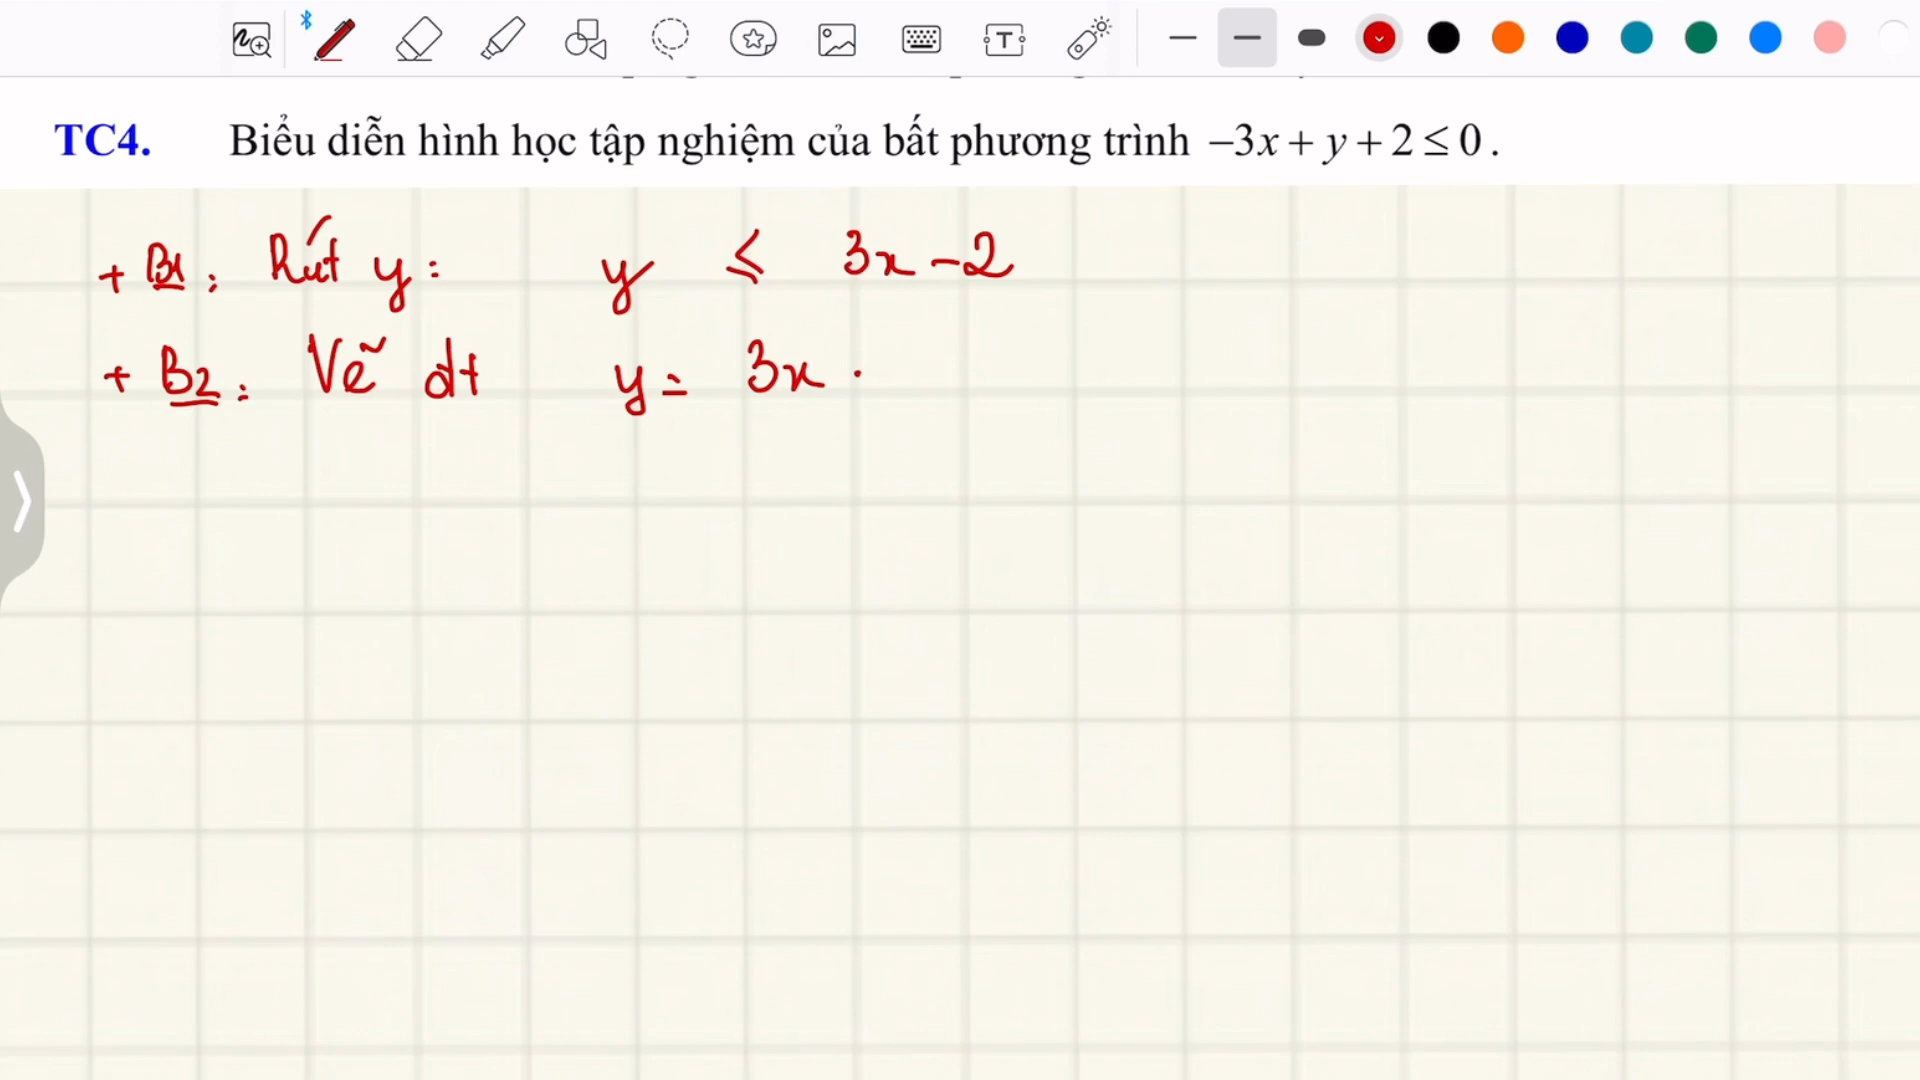 TC4. Biểu diễn hình học tập nghiệm của bất phương trình −3x + y + 2 ≤ 0.
+ B1: Rút y: y ≤ 3x − 2
+ B2: Vẽ đt y = 3x